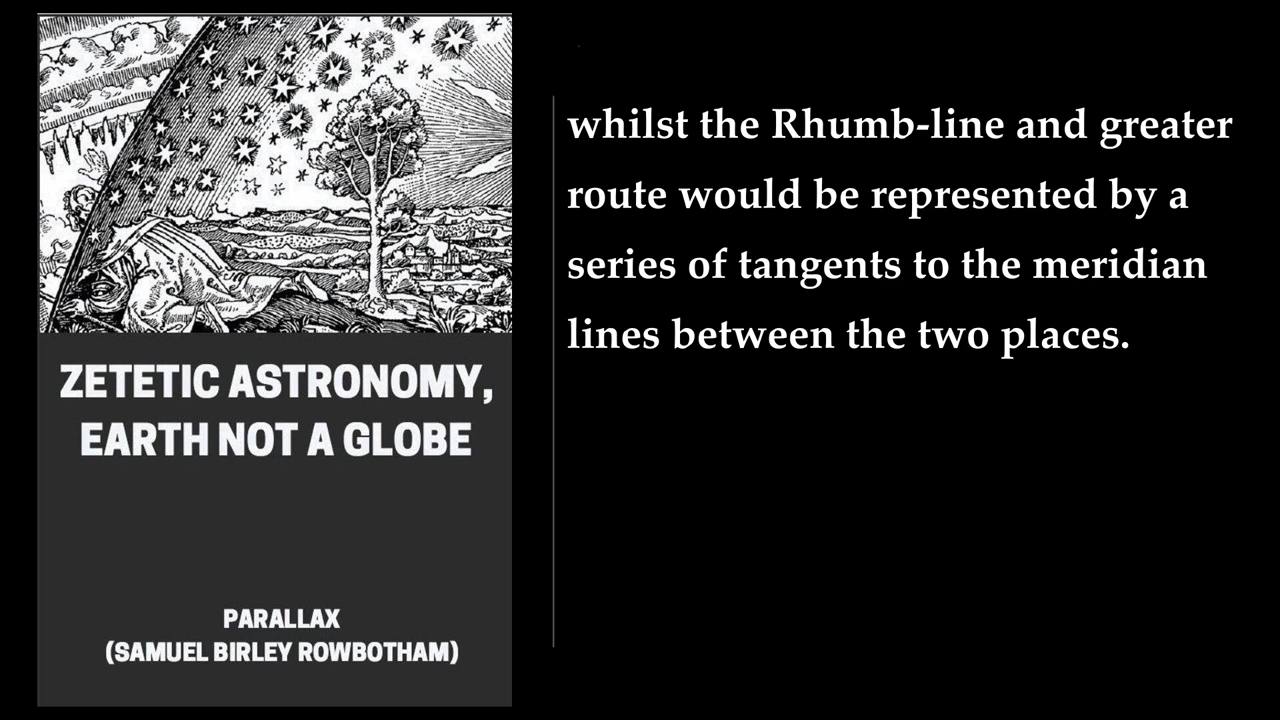 ZETETIC ASTRONOMY,
EARTH NOT A GLOBE
PARALLAX
(SAMUEL BIRLEY ROWBOTHAM)
whilst the Rhumb-line and greater
route would be represented by a
series of tangents to the meridian
lines between the two places.